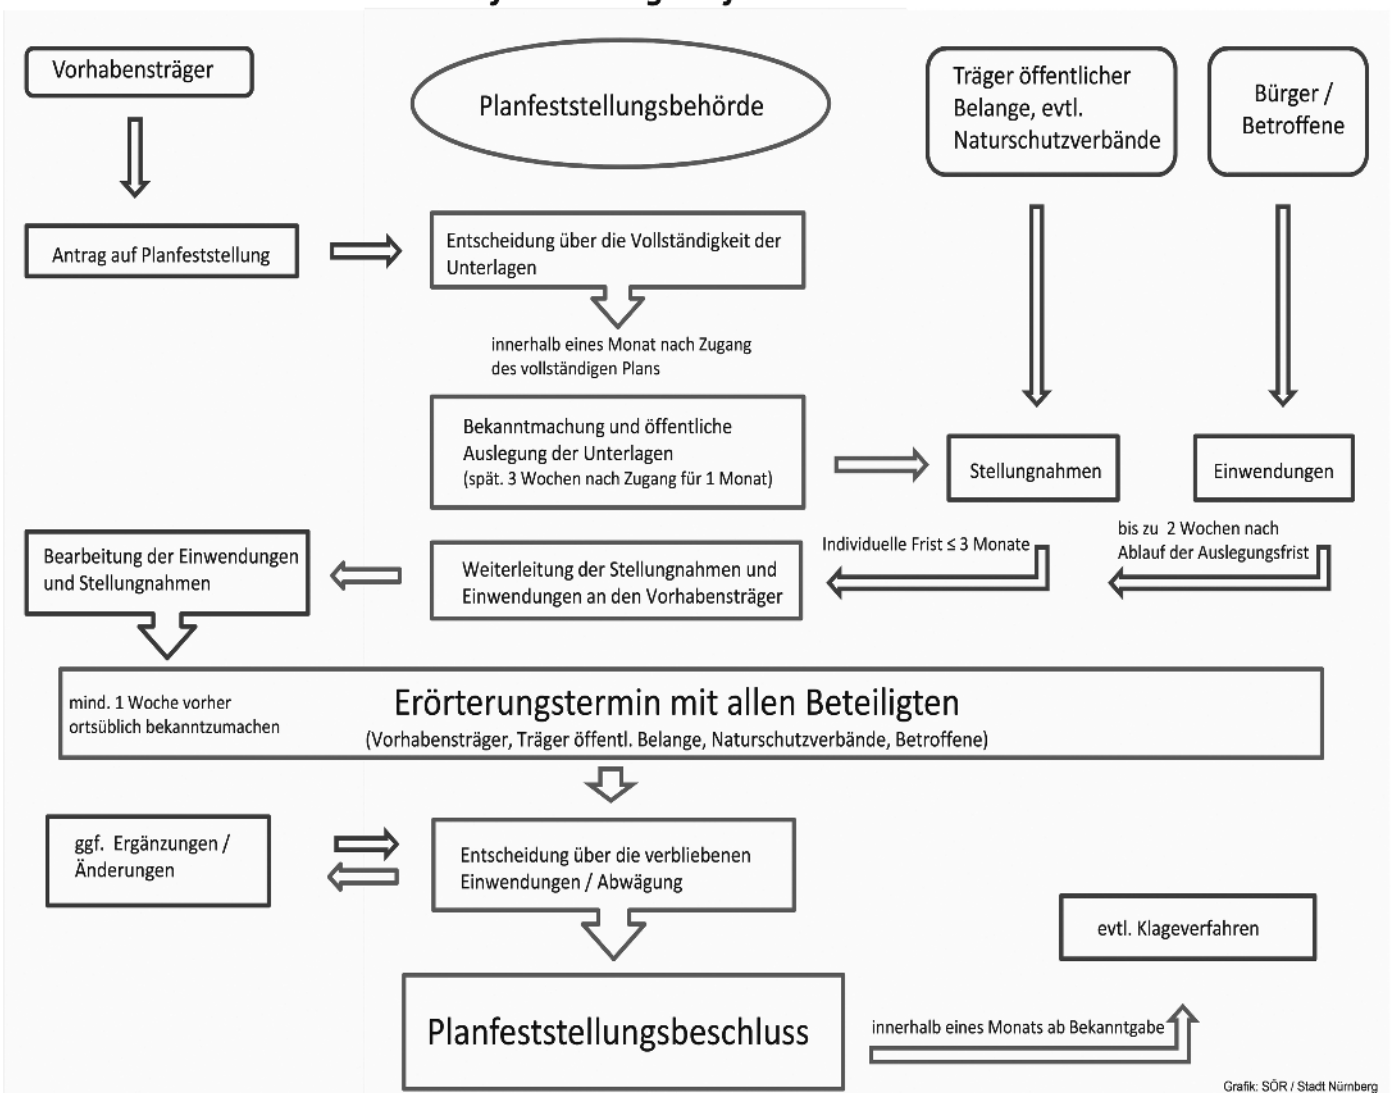 Vorhabensträger
Planfeststellungsbehörde
Träger öffentlicher
Belange, evtl.
Naturschutzverbände
Bürger /
Betroffene
Antrag auf Planfeststellung
Entscheidung über die Vollständigkeit der
Unterlagen
innerhalb eines Monat nach Zugang
des vollständigen Plans
Bekanntmachung und öffentliche
Auslegung der Unterlagen
(spät. 3 Wochen nach Zugang für 1 Monat)
Stellungnahmen
Einwendungen
Bearbeitung der Einwendungen
und Stellungnahmen
Weiterleitung der Stellungnahmen und
Einwendungen an den Vorhabensträger
Individuelle Frist ≤ 3 Monate
bis zu 2 Wochen nach
Ablauf der Auslegungsfrist
mind. 1 Woche vorher
ortsüblich bekanntzumachen
Erörterungstermin mit allen Beteiligten
(Vorhabensträger, Träger öffentl. Belange, Naturschutzverbände, Betroffene)
ggf. Ergänzungen /
Änderungen
Entscheidung über die verbliebenen
Einwendungen / Abwägung
evtl. Klageverfahren
Planfeststellungsbeschluss
innerhalb eines Monats ab Bekanntgabe
Grafik: SÖR / Stadt Nürnberg